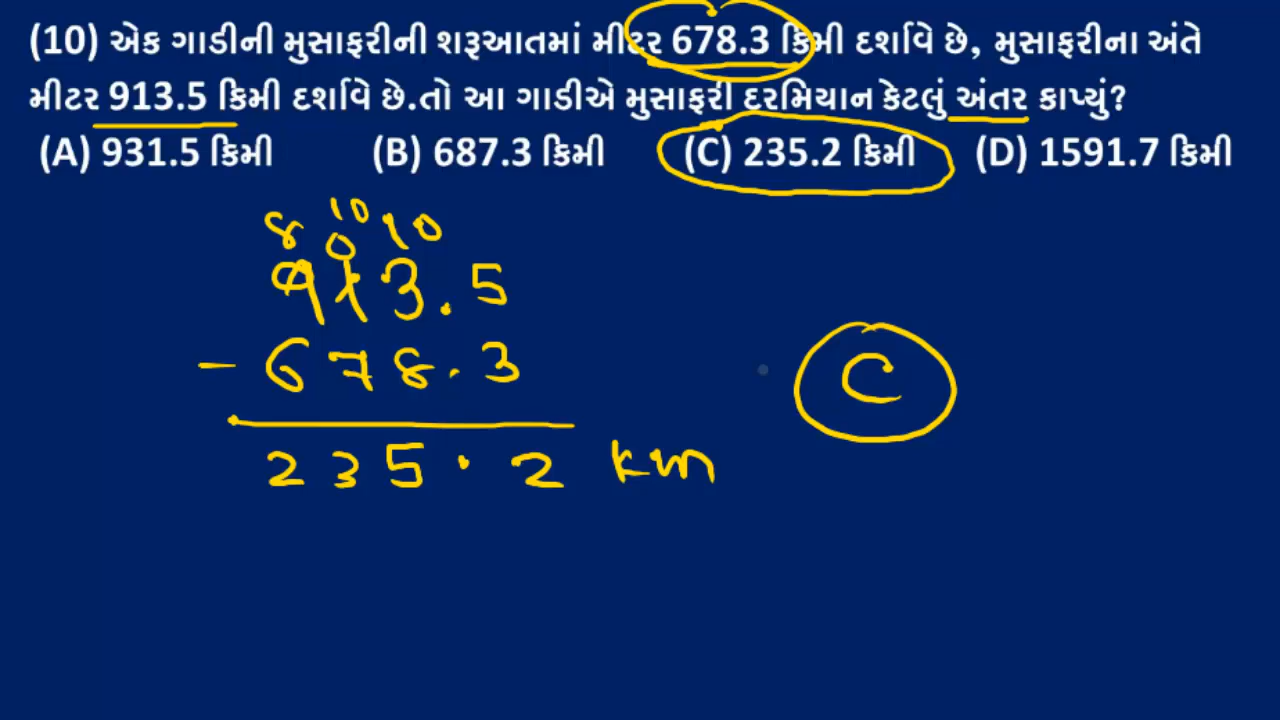 (10) એક ગાડીની મુસાફરીની શરૂઆતમાં મીટર 678.3 કિમી દર્શાવે છે, મુસાફરીના અંતે
મીટર 913.5 કિમી દર્શાવે છે.તો આ ગાડીએ મુસાફરી દરમિયાન કેટલું અંતર કાપ્યું?
(A) 931.5 કિમી (B) 687.3 કિમી (C) 235.2 કિમી (D) 1591.7 કિમી
8 10 10
0
913.5
- 678.3
235.2 km
C